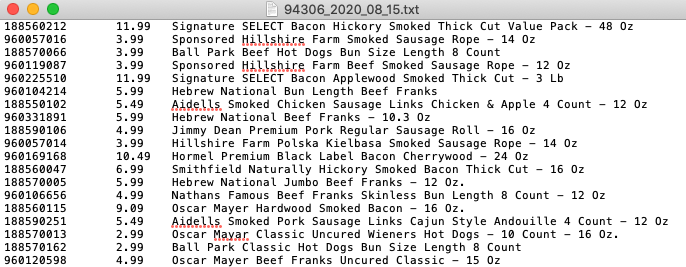 94306_2020_08_15.txt
188560212 11.99 Signature SELECT Bacon Hickory Smoked Thick Cut Value Pack – 48 Oz
960057016 3.99 Sponsored Hillshire Farm Smoked Sausage Rope – 14 Oz
188570066 3.99 Ball Park Beef Hot Dogs Bun Size Length 8 Count
960119087 3.99 Sponsored Hillshire Farm Beef Smoked Sausage Rope – 12 Oz
960225510 11.99 Signature SELECT Bacon Applewood Smoked Thick Cut – 3 Lb
960104214 5.99 Hebrew National Bun Length Beef Franks
188550102 5.49 Aidells Smoked Chicken Sausage Links Chicken & Apple 4 Count – 12 Oz
960331891 5.99 Hebrew National Beef Franks – 10.3 Oz
188590106 4.99 Jimmy Dean Premium Pork Regular Sausage Roll – 16 Oz
960057014 3.99 Hillshire Farm Polska Kielbasa Smoked Sausage Rope – 14 Oz
960169168 10.49 Hormel Premium Black Label Bacon Cherrywood – 24 Oz
188560047 6.99 Smithfield Naturally Hickory Smoked Bacon Thick Cut – 16 Oz
188570005 5.99 Hebrew National Jumbo Beef Franks – 12 Oz.
960106656 4.99 Nathans Famous Beef Franks Skinless Bun Length 8 Count – 12 Oz
188560115 9.09 Oscar Mayer Hardwood Smoked Bacon – 16 Oz.
188590251 5.49 Aidells Smoked Pork Sausage Links Cajun Style Andouille 4 Count – 12 Oz
188570013 2.99 Oscar Mayar Classic Uncured Wieners Hot Dogs – 10 Count – 16 Oz.
188570162 2.99 Ball Park Classic Hot Dogs Bun Size Length 8 Count
960120598 4.99 Oscar Mayer Beef Franks Uncured Classic – 15 Oz